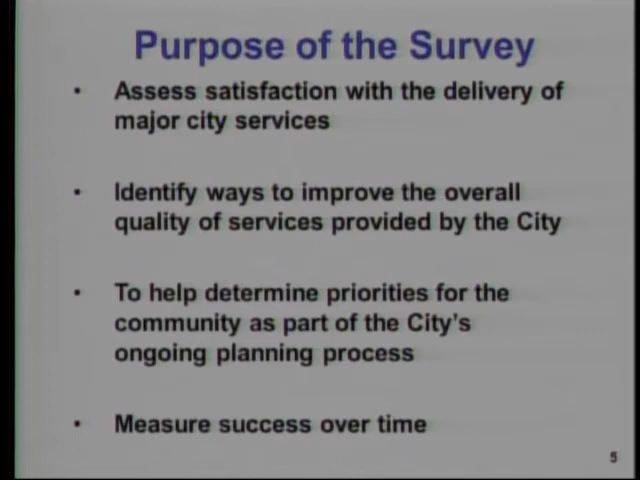 Purpose of the Survey
• Assess satisfaction with the delivery of
major city services
• Identify ways to improve the overall
quality of services provided by the City
• To help determine priorities for the
community as part of the City's
ongoing planning process
• Measure success over time
5